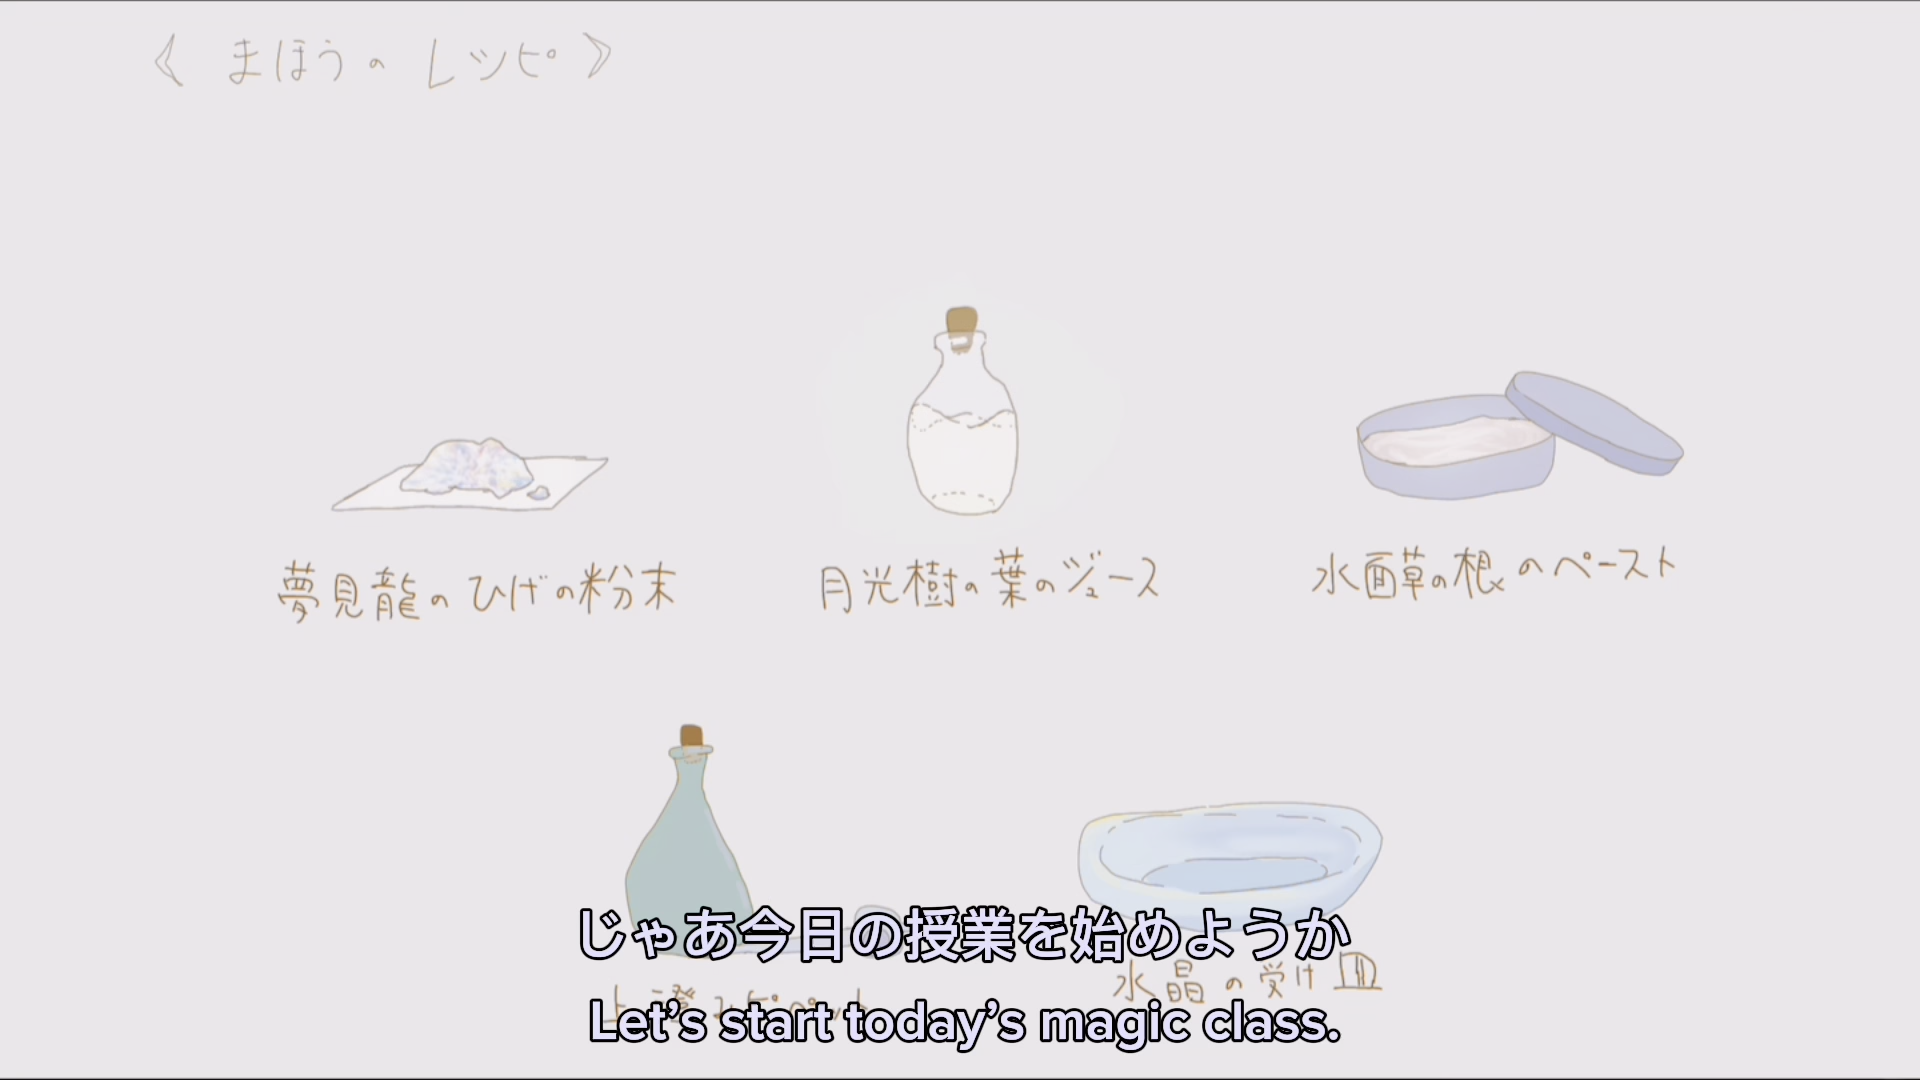 《 まほうの レシピ 》
夢見龍のひげの粉末
月光樹の葉のジュース
水面草の根のペースト
じゃあ今日の授業を始めようか
水晶の受け皿
Let's start today's magic class.